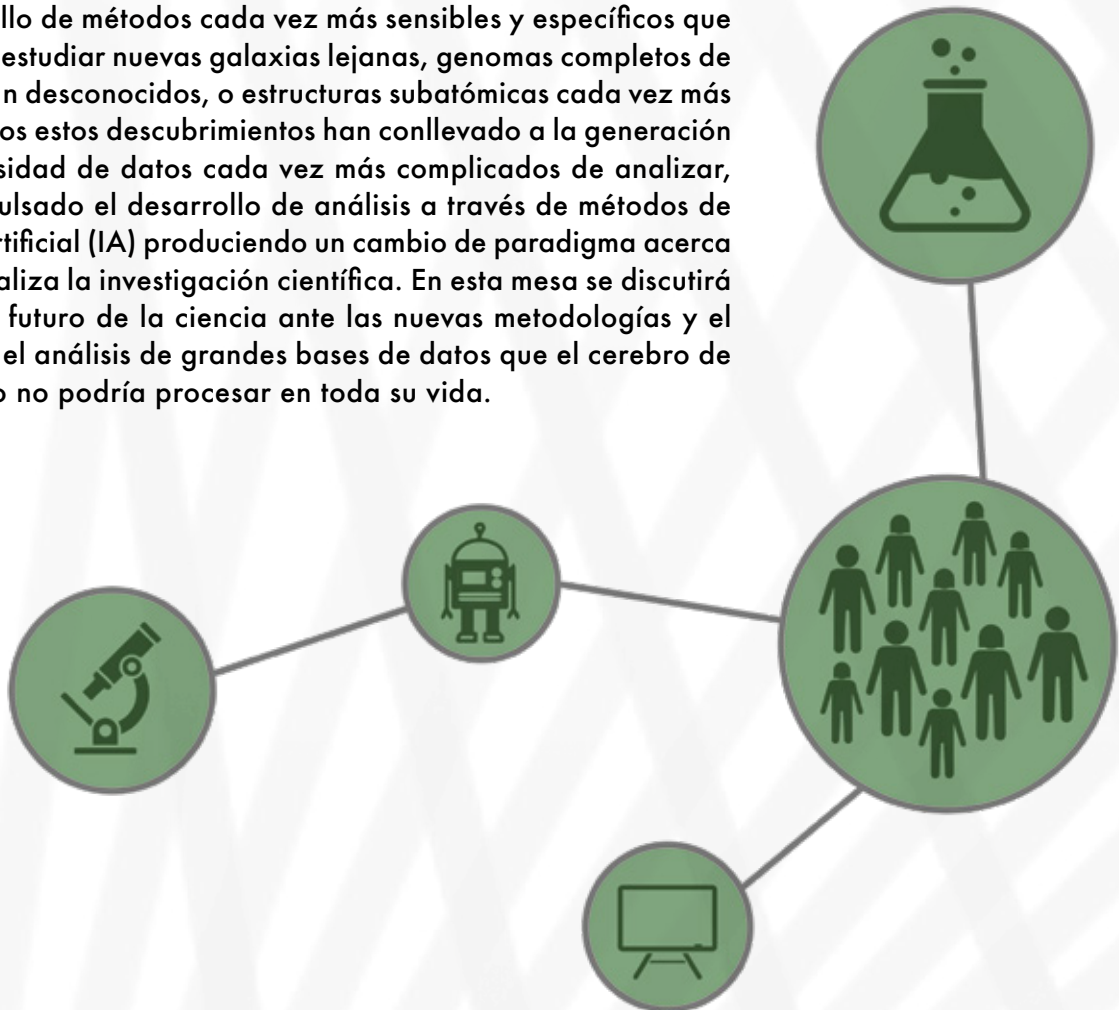 llo de métodos cada vez más sensibles y específicos que
estudiar nuevas galaxias lejanas, genomas completos de
n desconocidos, o estructuras subatómicas cada vez más
os estos descubrimientos han conllevado a la generación
sidad de datos cada vez más complicados de analizar,
ulsado el desarrollo de análisis a través de métodos de
rtificial (IA) produciendo un cambio de paradigma acerca
aliza la investigación científica. En esta mesa se discutirá
futuro de la ciencia ante las nuevas metodologías y el
el análisis de grandes bases de datos que el cerebro de
o no podría procesar en toda su vida.